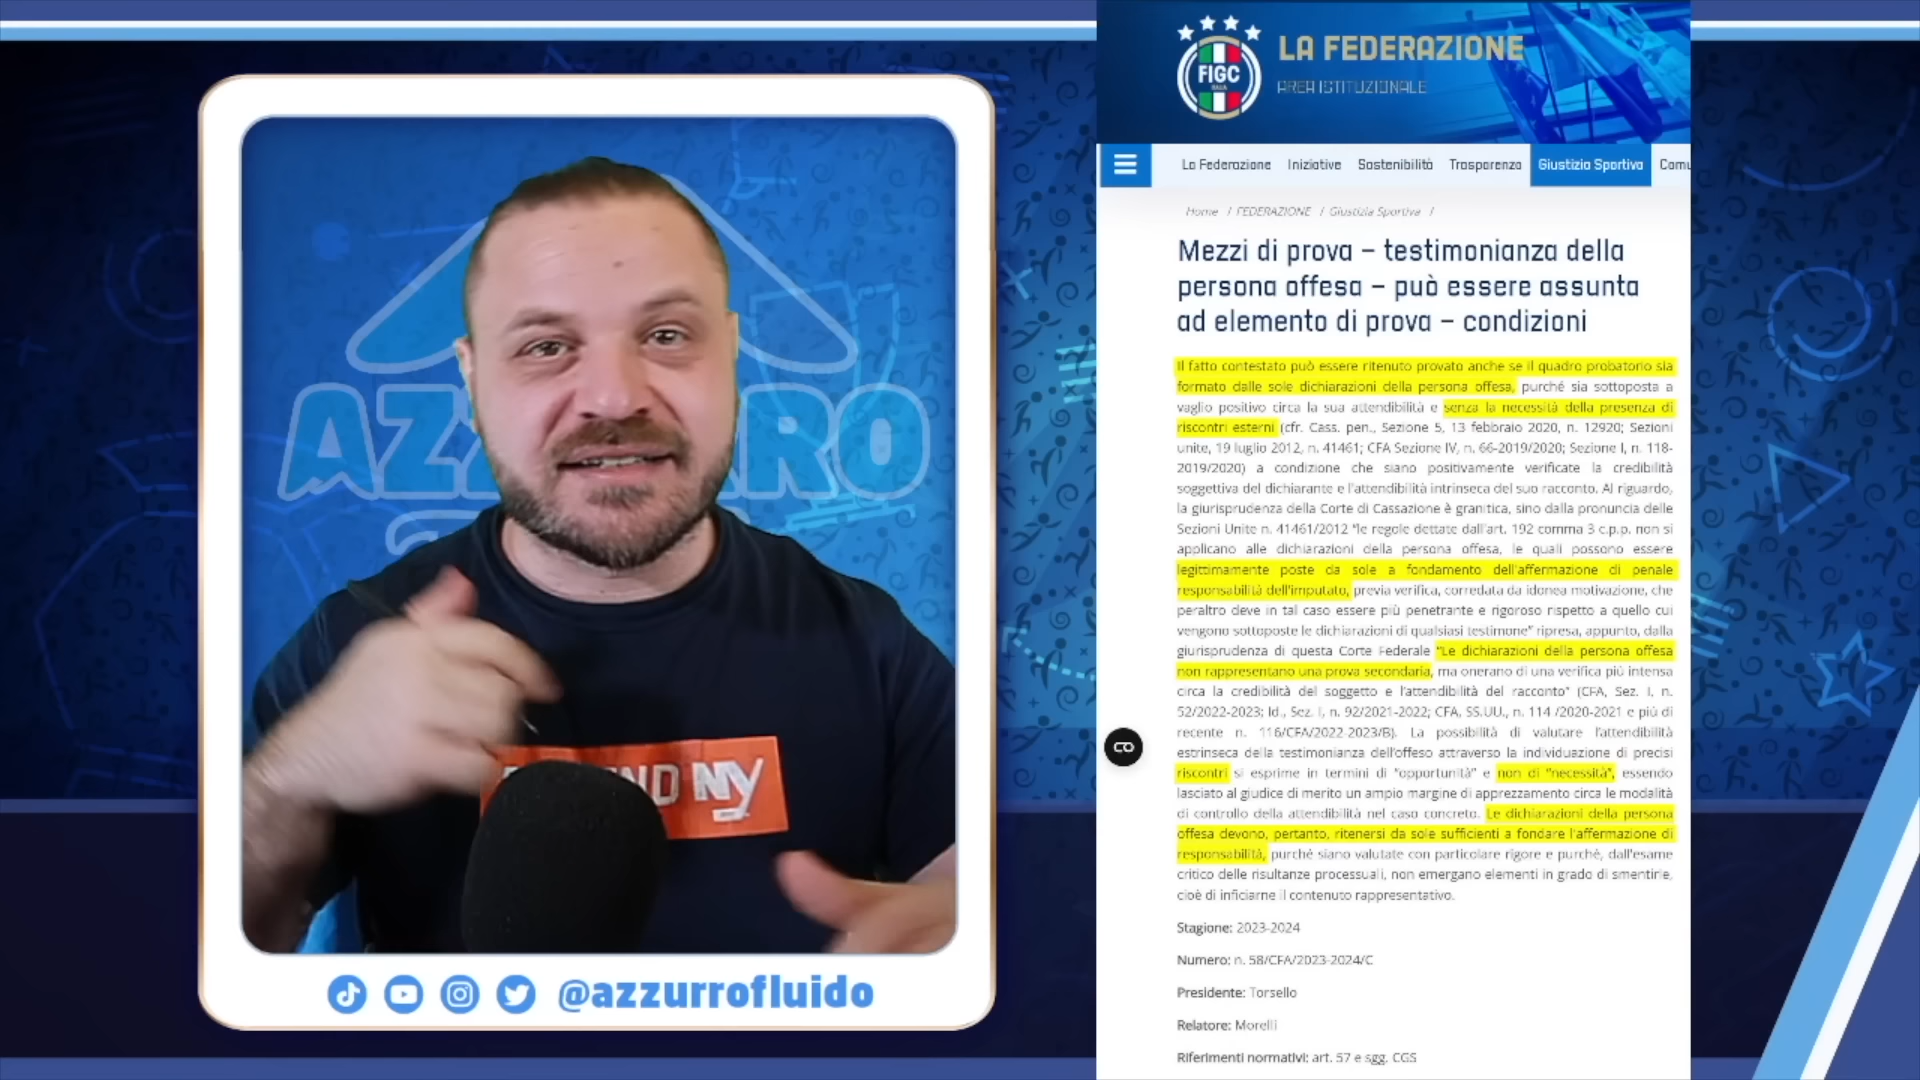 AZZURRO
ND NY
@azzurrofluido
FIGC
ITALIA
LA FEDERAZIONE
AREA ISTITUZIONALE
La Federazione Iniziative Sostenibilità Trasparenza Giustizia Sportiva Comu
Home / FEDERAZIONE / Giustizia Sportiva /
Mezzi di prova – testimonianza della
persona offesa – può essere assunta
ad elemento di prova – condizioni
Il fatto contestato può essere ritenuto provato anche se il quadro probatorio sia
formato dalle sole dichiarazioni della persona offesa, purché sia sottoposta a
vaglio positivo circa la sua attendibilità e senza la necessità della presenza di
riscontri esterni (cfr. Cass. pen., Sezione 5, 13 febbraio 2020, n. 12920; Sezioni
unite, 19 luglio 2012, n. 41461; CFA Sezione IV, n. 66-2019/2020; Sezione I, n. 118-
2019/2020) a condizione che siano positivamente verificate la credibilità
soggettiva del dichiarante e l'attendibilità intrinseca del suo racconto. Al riguardo,
la giurisprudenza della Corte di Cassazione è granitica, sino dalla pronuncia delle
Sezioni Unite n. 41461/2012 "le regole dettate dall'art. 192 comma 3 c.p.p. non si
applicano alle dichiarazioni della persona offesa, le quali possono essere
legittimamente poste da sole a fondamento dell'affermazione di penale
responsabilità dell'imputato, previa verifica, corredata da idonea motivazione, che
peraltro deve in tal caso essere più penetrante e rigoroso rispetto a quello cui
vengono sottoposte le dichiarazioni di qualsiasi testimone" ripresa, appunto, dalla
giurisprudenza di questa Corte Federale "Le dichiarazioni della persona offesa
non rappresentano una prova secondaria, ma onerano di una verifica più intensa
circa la credibilità del soggetto e l'attendibilità del racconto" (CFA, Sez. I, n.
52/2022-2023; Id., Sez. I, n. 92/2021-2022; CFA, SS.UU., n. 114 /2020-2021 e più di
recente n. 116/CFA/2022-2023/B). La possibilità di valutare l'attendibilità
estrinseca della testimonianza dell'offeso attraverso la individuazione di precisi
riscontri si esprime in termini di "opportunità" e non di "necessità", essendo
lasciato al giudice di merito un ampio margine di apprezzamento circa le modalità
di controllo della attendibilità nel caso concreto. Le dichiarazioni della persona
offesa devono, pertanto, ritenersi da sole sufficienti a fondare l'affermazione di
responsabilità, purché siano valutate con particolare rigore e purché, dall'esame
critico delle risultanze processuali, non emergano elementi in grado di smentirle,
cioè di inficiarne il contenuto rappresentativo.
Stagione: 2023-2024
Numero: n. 58/CFA/2023-2024/C
Presidente: Torsello
Relatore: Morelli
Riferimenti normativi: art. 57 e sgg. CGS